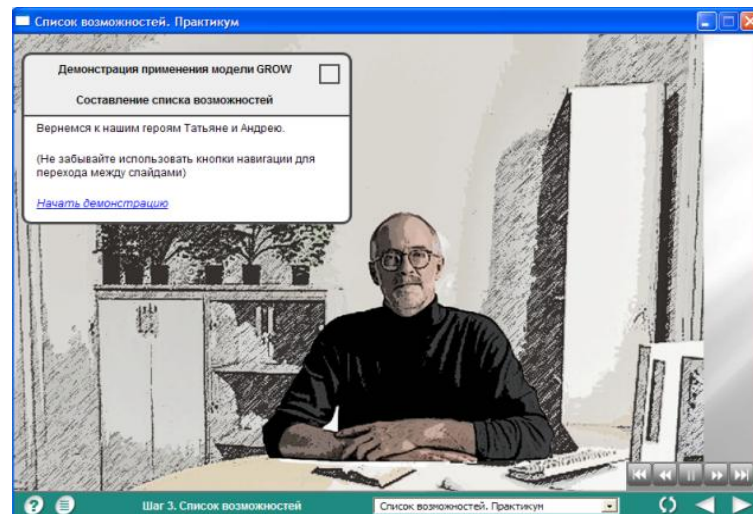 Список возможностей. Практикум
Демонстрация применения модели GROW
Составление списка возможностей
Вернемся к нашим героям Татьяне и Андрею.
(Не забывайте использовать кнопки навигации для
перехода между слайдами)
Начать демонстрацию
Шаг 3. Список возможностей
Список возможностей. Практикум